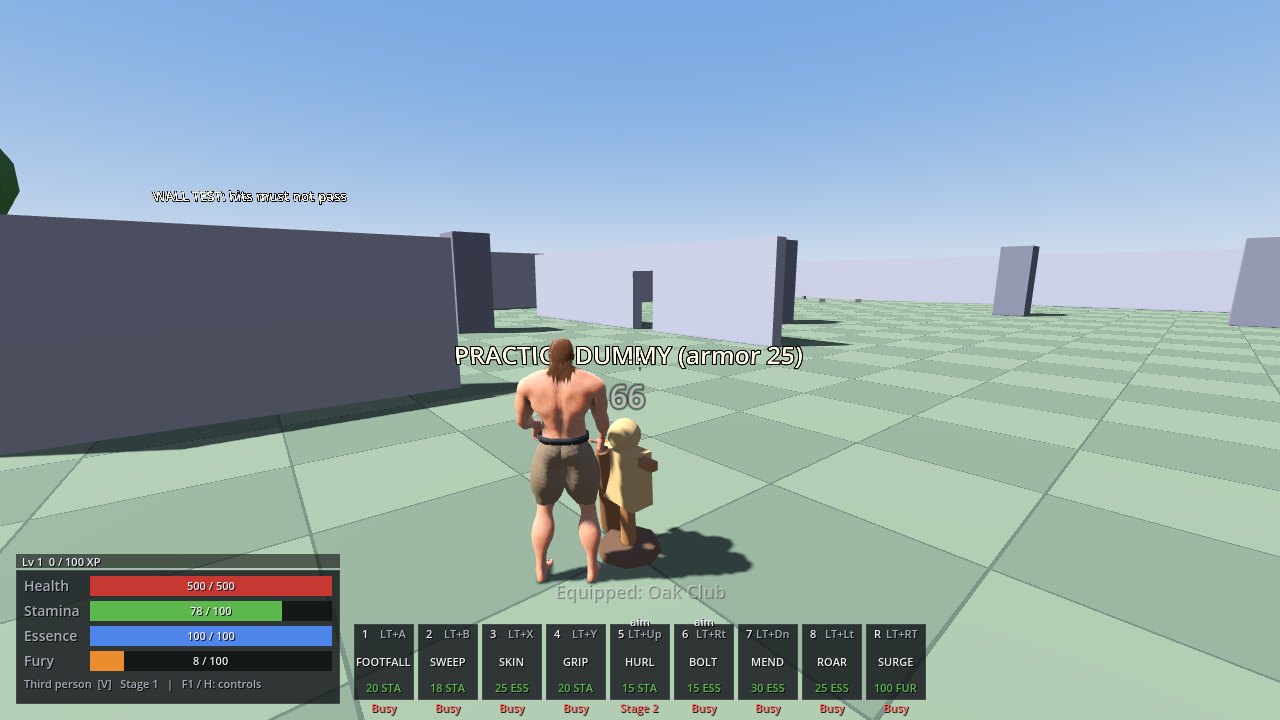 WALL TEST: hits must not pass
DUMMY (armor 25)
66
Equipped: Oak Club
Lv 1 0 / 100 XP
Health 500 / 500
Stamina 78 / 100
Essence 100 / 100
Fury 8 / 100
Third person [V] Stage 1 | F1 / H: controls
aim aim
1 LT+A 2 LT+B 3 LT+X 4 LT+Y 5 LT+Up 6 LT+Rt 7 LT+Dn 8 LT+Lt R LT+RT
FOOTFALL SWEEP SKIN GRIP HURL BOLT MEND ROAR SURGE
20 STA 18 STA 25 ESS 20 STA 15 STA 15 ESS 30 ESS 25 ESS 100 FUR
Busy Busy Busy Busy Stage 2 Busy Busy Busy Busy